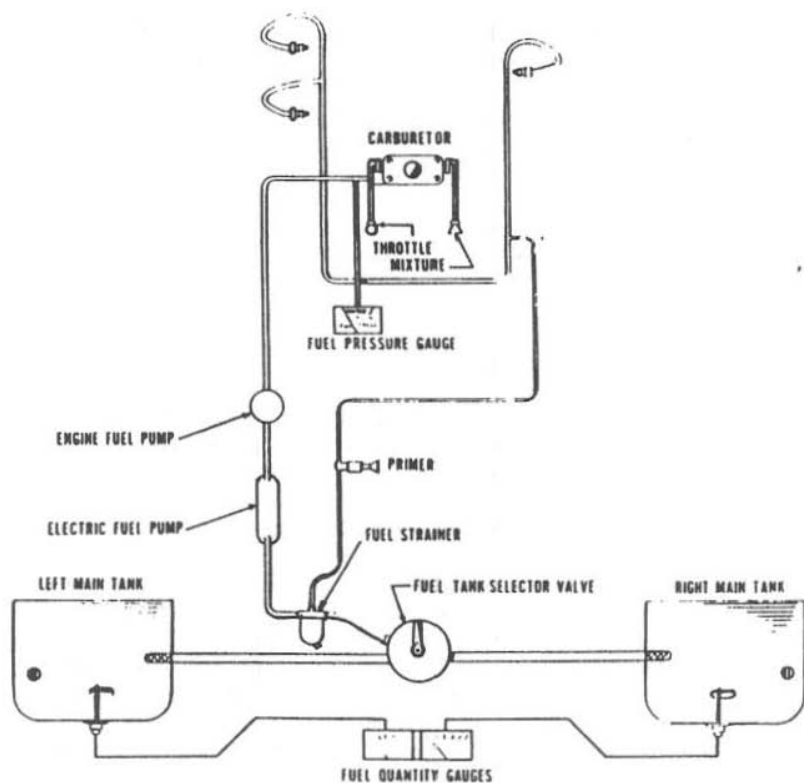 CARBURETOR
THROTTLE
MIXTURE
FUEL PRESSURE GAUGE
ENGINE FUEL PUMP
PRIMER
ELECTRIC FUEL PUMP
FUEL STRAINER
LEFT MAIN TANK
FUEL TANK SELECTOR VALVE
RIGHT MAIN TANK
FUEL QUANTITY GAUGES